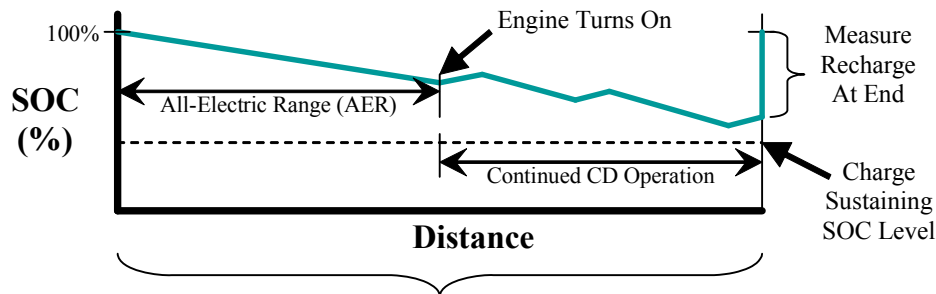 Engine Turns On
100%
Measure
Recharge
At End
SOC
(%)
All-Electric Range (AER)
Continued CD Operation
Charge
Sustaining
SOC Level
Distance